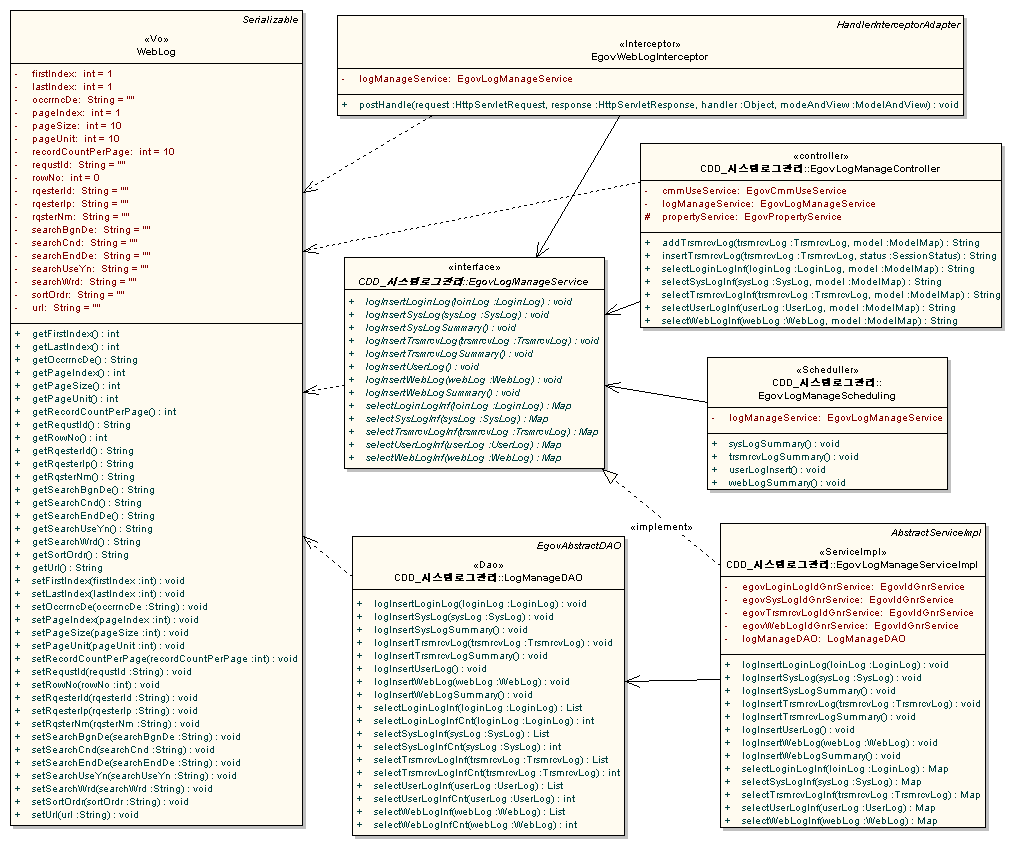 Serializable
«Vo»
WebLog
- firstIndex: int = 1
- lastIndex: int = 1
- occrrncDe: String = ""
- pageIndex: int = 1
- pageSize: int = 10
- pageUnit: int = 10
- recordCountPerPage: int = 10
- requstId: String = ""
- rowNo: int = 0
- rqesterId: String = ""
- rqesterIp: String = ""
- rqsterNm: String = ""
- searchBgnDe: String = ""
- searchCnd: String = ""
- searchEndDe: String = ""
- searchUseYn: String = ""
- searchWrd: String = ""
- sortOrdr: String = ""
- url: String = ""
+ getFirstIndex() : int
+ getLastIndex() : int
+ getOccrrncDe() : String
+ getPageIndex() : int
+ getPageSize() : int
+ getPageUnit() : int
+ getRecordCountPerPage() : int
+ getRequstId() : String
+ getRowNo() : int
+ getRqesterId() : String
+ getRqesterIp() : String
+ getRqsterNm() : String
+ getSearchBgnDe() : String
+ getSearchCnd() : String
+ getSearchEndDe() : String
+ getSearchUseYn() : String
+ getSearchWrd() : String
+ getSortOrdr() : String
+ getUrl() : String
+ setFirstIndex(firstIndex :int) : void
+ setLastIndex(lastIndex :int) : void
+ setOccrrncDe(occrrncDe :String) : void
+ setPageIndex(pageIndex :int) : void
+ setPageSize(pageSize :int) : void
+ setPageUnit(pageUnit :int) : void
+ setRecordCountPerPage(recordCountPerPage :int) : void
+ setRequstId(requstId :String) : void
+ setRowNo(rowNo :int) : void
+ setRqesterId(rqesterId :String) : void
+ setRqesterIp(rqesterIp :String) : void
+ setRqsterNm(rqsterNm :String) : void
+ setSearchBgnDe(searchBgnDe :String) : void
+ setSearchCnd(searchCnd :String) : void
+ setSearchEndDe(searchEndDe :String) : void
+ setSearchUseYn(searchUseYn :String) : void
+ setSearchWrd(searchWrd :String) : void
+ setSortOrdr(sortOrdr :String) : void
+ setUrl(url :String) : void
HandlerInterceptorAdapter
«Interceptor»
EgovWebLogInterceptor
- logManageService: EgovLogManageService
+ postHandle(request :HttpServletRequest, response :HttpServletResponse, handler :Object, modeAndView :ModelAndView) : void
«controller»
CDD_시스템로그관리::EgovLogManageController
- cmmUseService: EgovCmmUseService
- logManageService: EgovLogManageService
# propertyService: EgovPropertyService
+ addTrsmrcvLog(trsmrcvLog :TrsmrcvLog, model :ModelMap) : String
+ insertTrsmrcvLog(trsmrcvLog :TrsmrcvLog, status :SessionStatus) : String
+ selectLoginLogInf(loginLog :LoginLog, model :ModelMap) : String
+ selectSysLogInf(sysLog :SysLog, model :ModelMap) : String
+ selectTrsmrcvLogInf(trsmrcvLog :TrsmrcvLog, model :ModelMap) : String
+ selectUserLogInf(userLog :UserLog, model :ModelMap) : String
+ selectWebLogInf(webLog :WebLog, model :ModelMap) : String
«interface»
CDD_시스템로그관리::EgovLogManageService
+ logInsertLoginLog(loinLog :LoginLog) : void
+ logInsertSysLog(sysLog :SysLog) : void
+ logInsertSysLogSummary() : void
+ logInsertTrsmrcvLog(trsmrcvLog :TrsmrcvLog) : void
+ logInsertTrsmrcvLogSummary() : void
+ logInsertUserLog() : void
+ logInsertWebLog(webLog :WebLog) : void
+ logInsertWebLogSummary() : void
+ selectLoginLogInf(loinLog :LoginLog) : Map
+ selectSysLogInf(sysLog :SysLog) : Map
+ selectTrsmrcvLogInf(trsmrcvLog :TrsmrcvLog) : Map
+ selectUserLogInf(userLog :UserLog) : Map
+ selectWebLogInf(webLog :WebLog) : Map
«Scheduller»
CDD_시스템로그관리::
EgovLogManageScheduling
- logManageService: EgovLogManageService
+ sysLogSummary() : void
+ trsmrcvLogSummary() : void
+ userLogInsert() : void
+ webLogSummary() : void
«implement»
EgovAbstractDAO
«Dao»
CDD_시스템로그관리::LogManageDAO
+ logInsertLoginLog(loginLog :LoginLog) : void
+ logInsertSysLog(sysLog :SysLog) : void
+ logInsertSysLogSummary() : void
+ logInsertTrsmrcvLog(trsmrcvLog :TrsmrcvLog) : void
+ logInsertTrsmrcvLogSummary() : void
+ logInsertUserLog() : void
+ logInsertWebLog(webLog :WebLog) : void
+ logInsertWebLogSummary() : void
+ selectLoginLogInf(loginLog :LoginLog) : List
+ selectLoginLogInfCnt(loginLog :LoginLog) : int
+ selectSysLogInf(sysLog :SysLog) : List
+ selectSysLogInfCnt(sysLog :SysLog) : int
+ selectTrsmrcvLogInf(trsmrcvLog :TrsmrcvLog) : List
+ selectTrsmrcvLogInfCnt(trsmrcvLog :TrsmrcvLog) : int
+ selectUserLogInf(userLog :UserLog) : List
+ selectUserLogInfCnt(userLog :UserLog) : int
+ selectWebLogInf(webLog :WebLog) : List
+ selectWebLogInfCnt(webLog :WebLog) : int
AbstractServiceImpl
«ServiceImpl»
CDD_시스템로그관리::EgovLogManageServiceImpl
- egovLoginLogIdGnrService: EgovIdGnrService
- egovSysLogIdGnrService: EgovIdGnrService
- egovTrsmrcvLogIdGnrService: EgovIdGnrService
- egovWebLogIdGnrService: EgovIdGnrService
- logManageDAO: LogManageDAO
+ logInsertLoginLog(loinLog :LoginLog) : void
+ logInsertSysLog(sysLog :SysLog) : void
+ logInsertSysLogSummary() : void
+ logInsertTrsmrcvLog(trsmrcvLog :TrsmrcvLog) : void
+ logInsertTrsmrcvLogSummary() : void
+ logInsertUserLog() : void
+ logInsertWebLog(webLog :WebLog) : void
+ logInsertWebLogSummary() : void
+ selectLoginLogInf(loinLog :LoginLog) : Map
+ selectSysLogInf(sysLog :SysLog) : Map
+ selectTrsmrcvLogInf(trsmrcvLog :TrsmrcvLog) : Map
+ selectUserLogInf(userLog :UserLog) : Map
+ selectWebLogInf(webLog :WebLog) : Map